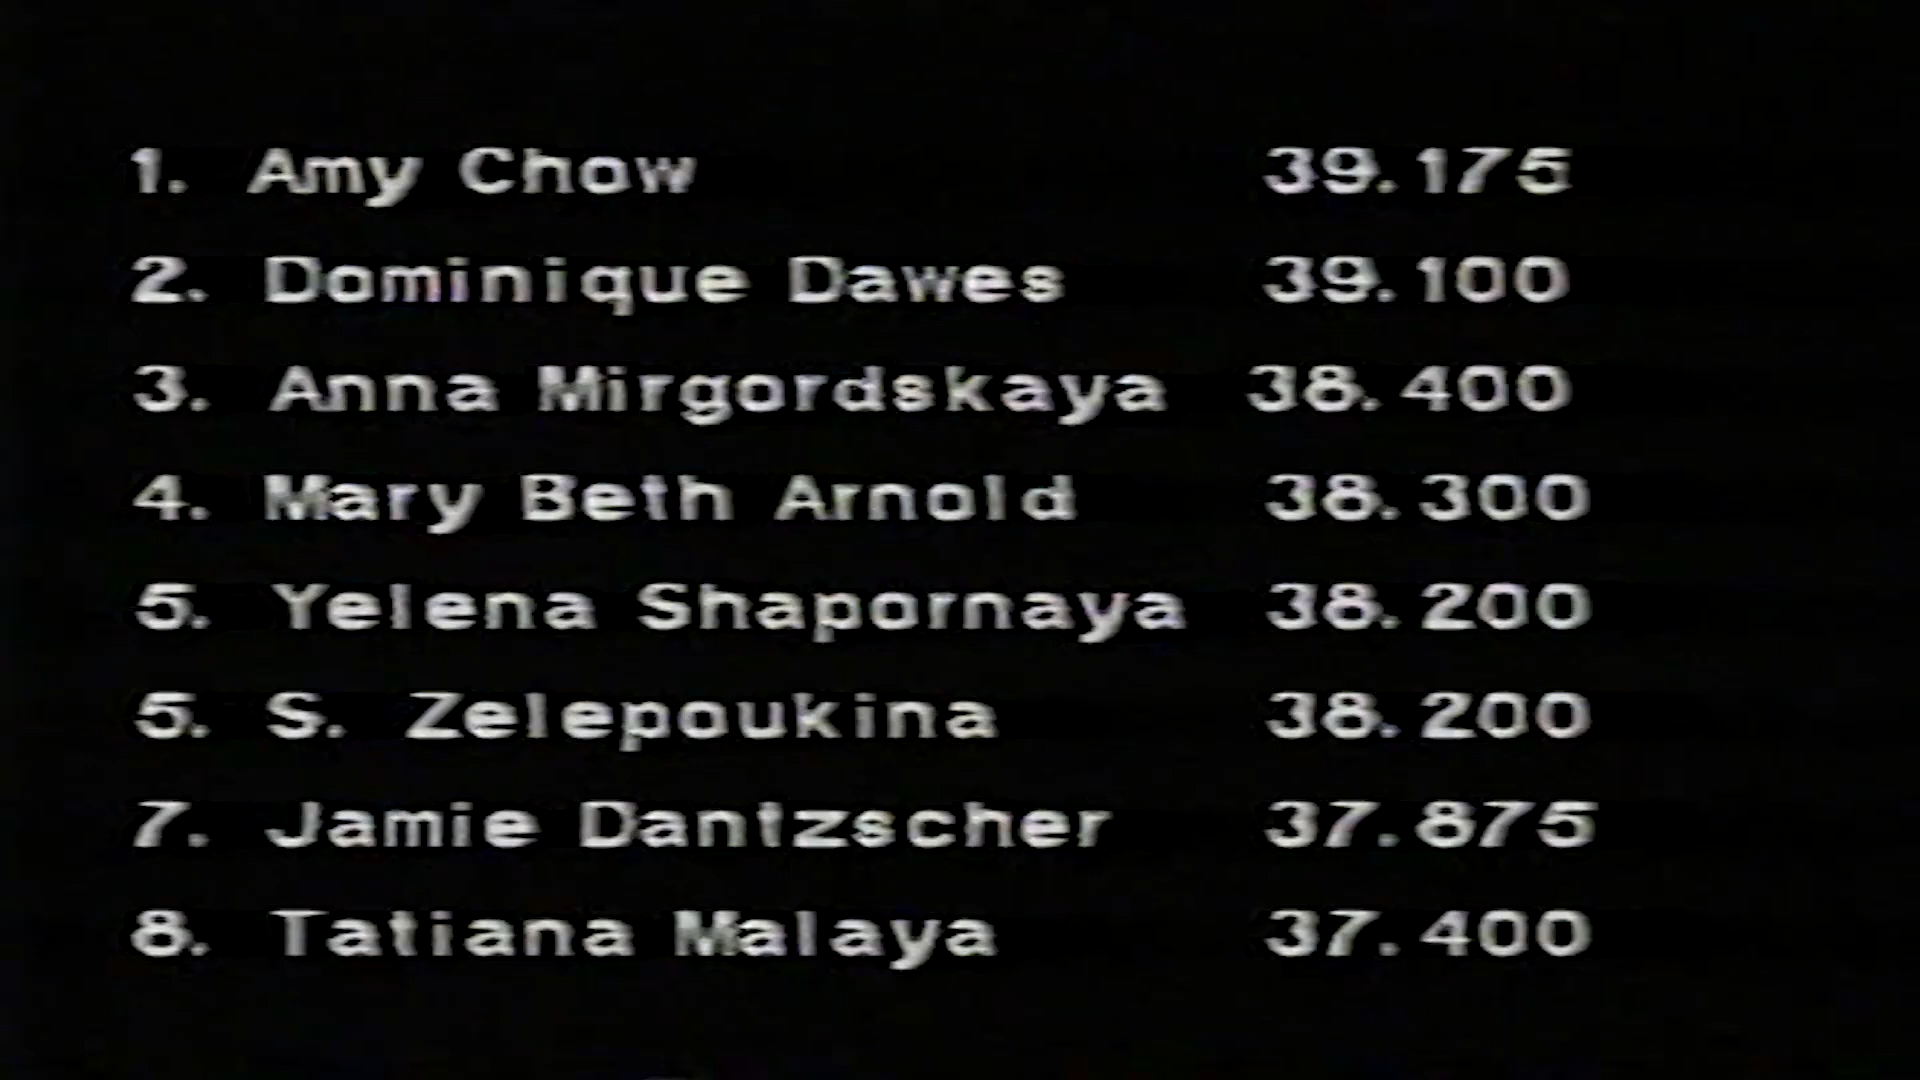 1. Amy Chow 39.175
2. Dominique Dawes 39.100
3. Anna Mirgordskaya 38.400
4. Mary Beth Arnold 38.300
5. Yelena Shapornaya 38.200
5. S. Zelepoukina 38.200
7. Jamie Dantzscher 37.875
8. Tatiana Malaya 37.400